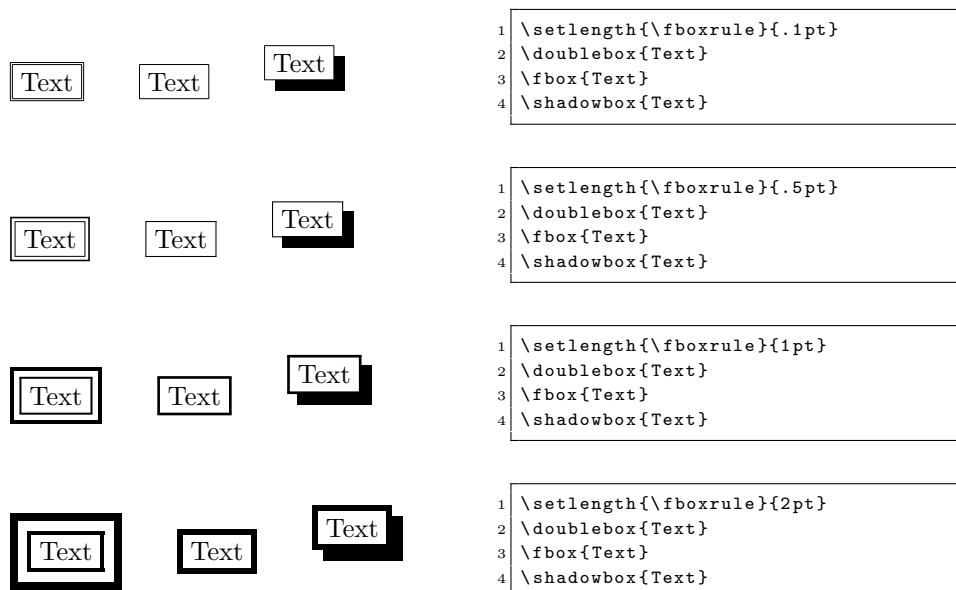 Text Text Text
1 \setlength{\fboxrule}{.1pt}
2 \doublebox{Text}
3 \fbox{Text}
4 \shadowbox{Text}
Text Text Text
1 \setlength{\fboxrule}{.5pt}
2 \doublebox{Text}
3 \fbox{Text}
4 \shadowbox{Text}
Text Text Text
1 \setlength{\fboxrule}{1pt}
2 \doublebox{Text}
3 \fbox{Text}
4 \shadowbox{Text}
Text Text Text
1 \setlength{\fboxrule}{2pt}
2 \doublebox{Text}
3 \fbox{Text}
4 \shadowbox{Text}